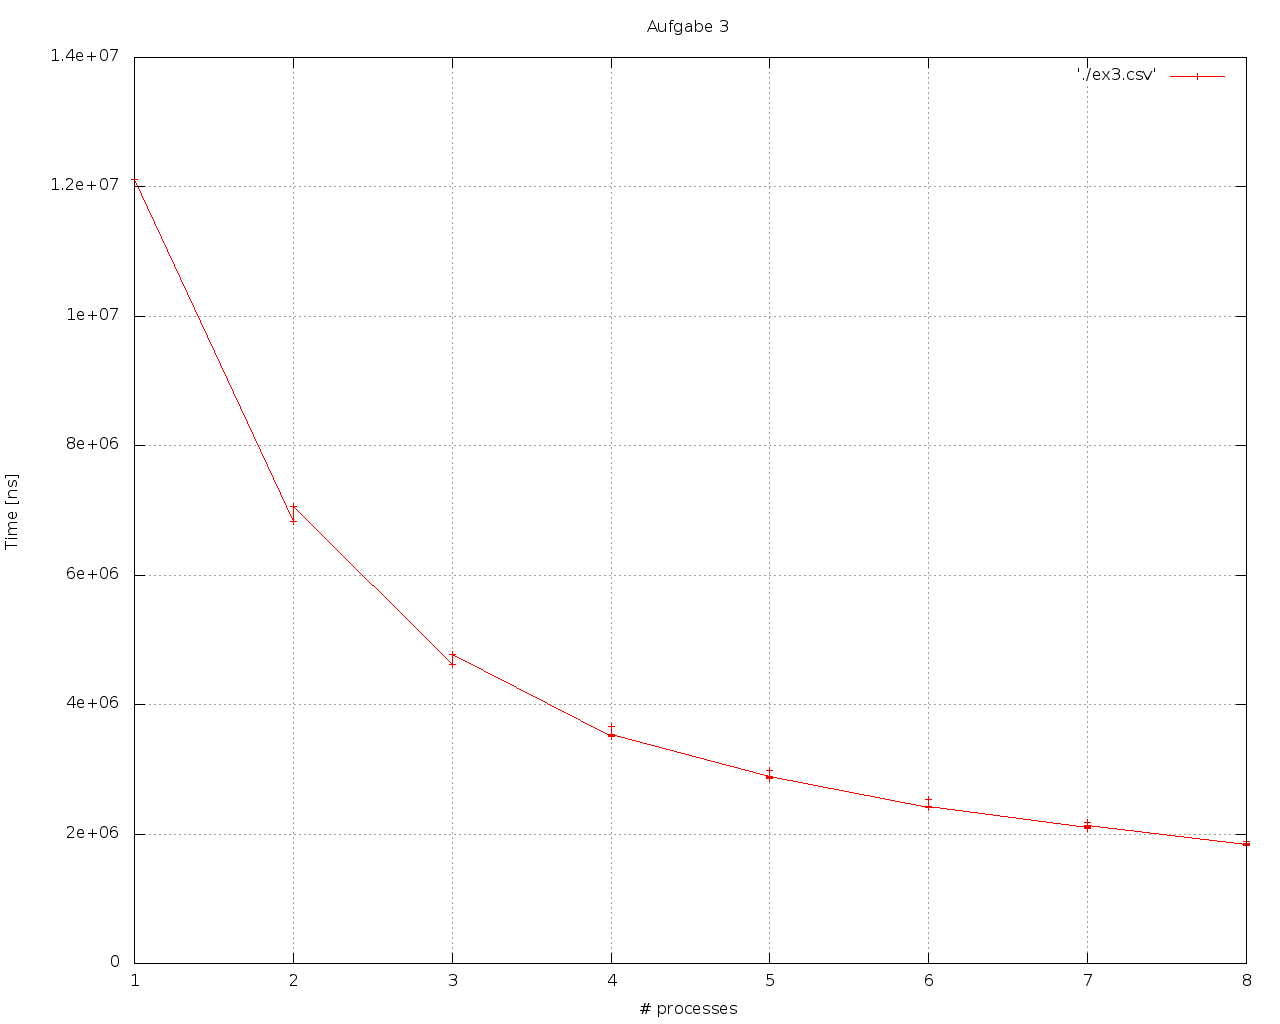 Aufgabe 3
1.4e+07
'./ex3.csv'
1.2e+07
1e+07
8e+06
Time [ns]
6e+06
4e+06
2e+06
0
1 2 3 4 5 6 7 8
# processes